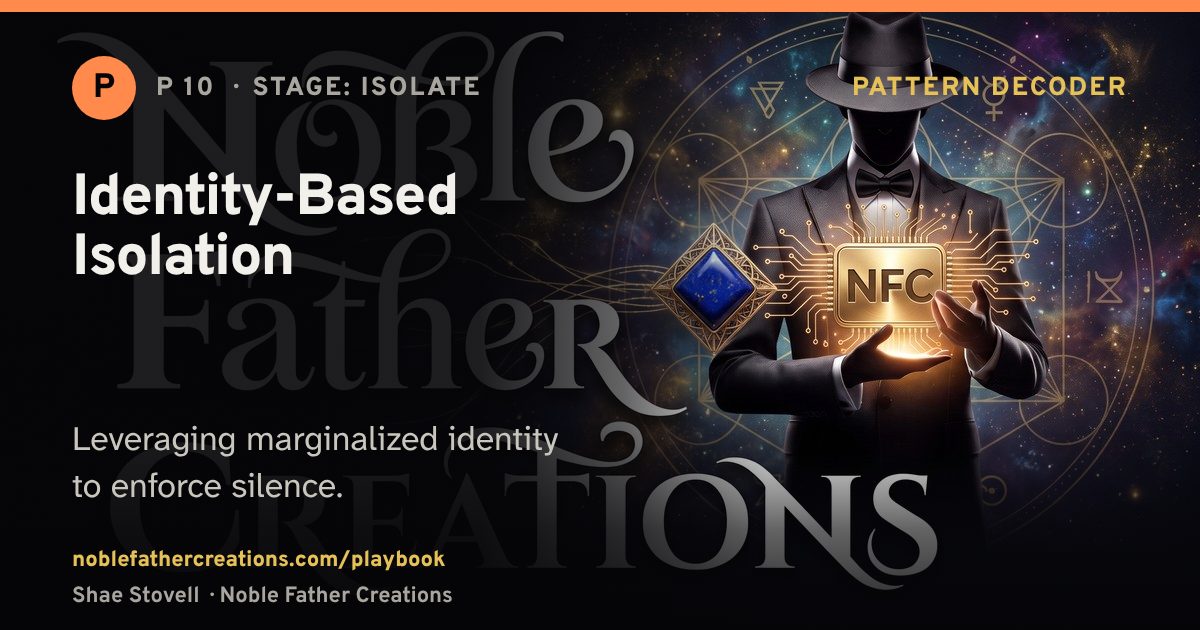 P
P 10 · STAGE: ISOLATE
PATTERN DECODER
Identity-Based
Isolation
Noble
Father
Creations
NFC
Leveraging marginalized identity
to enforce silence.
noblefathercreations.com/playbook
Shae Stovell · Noble Father Creations